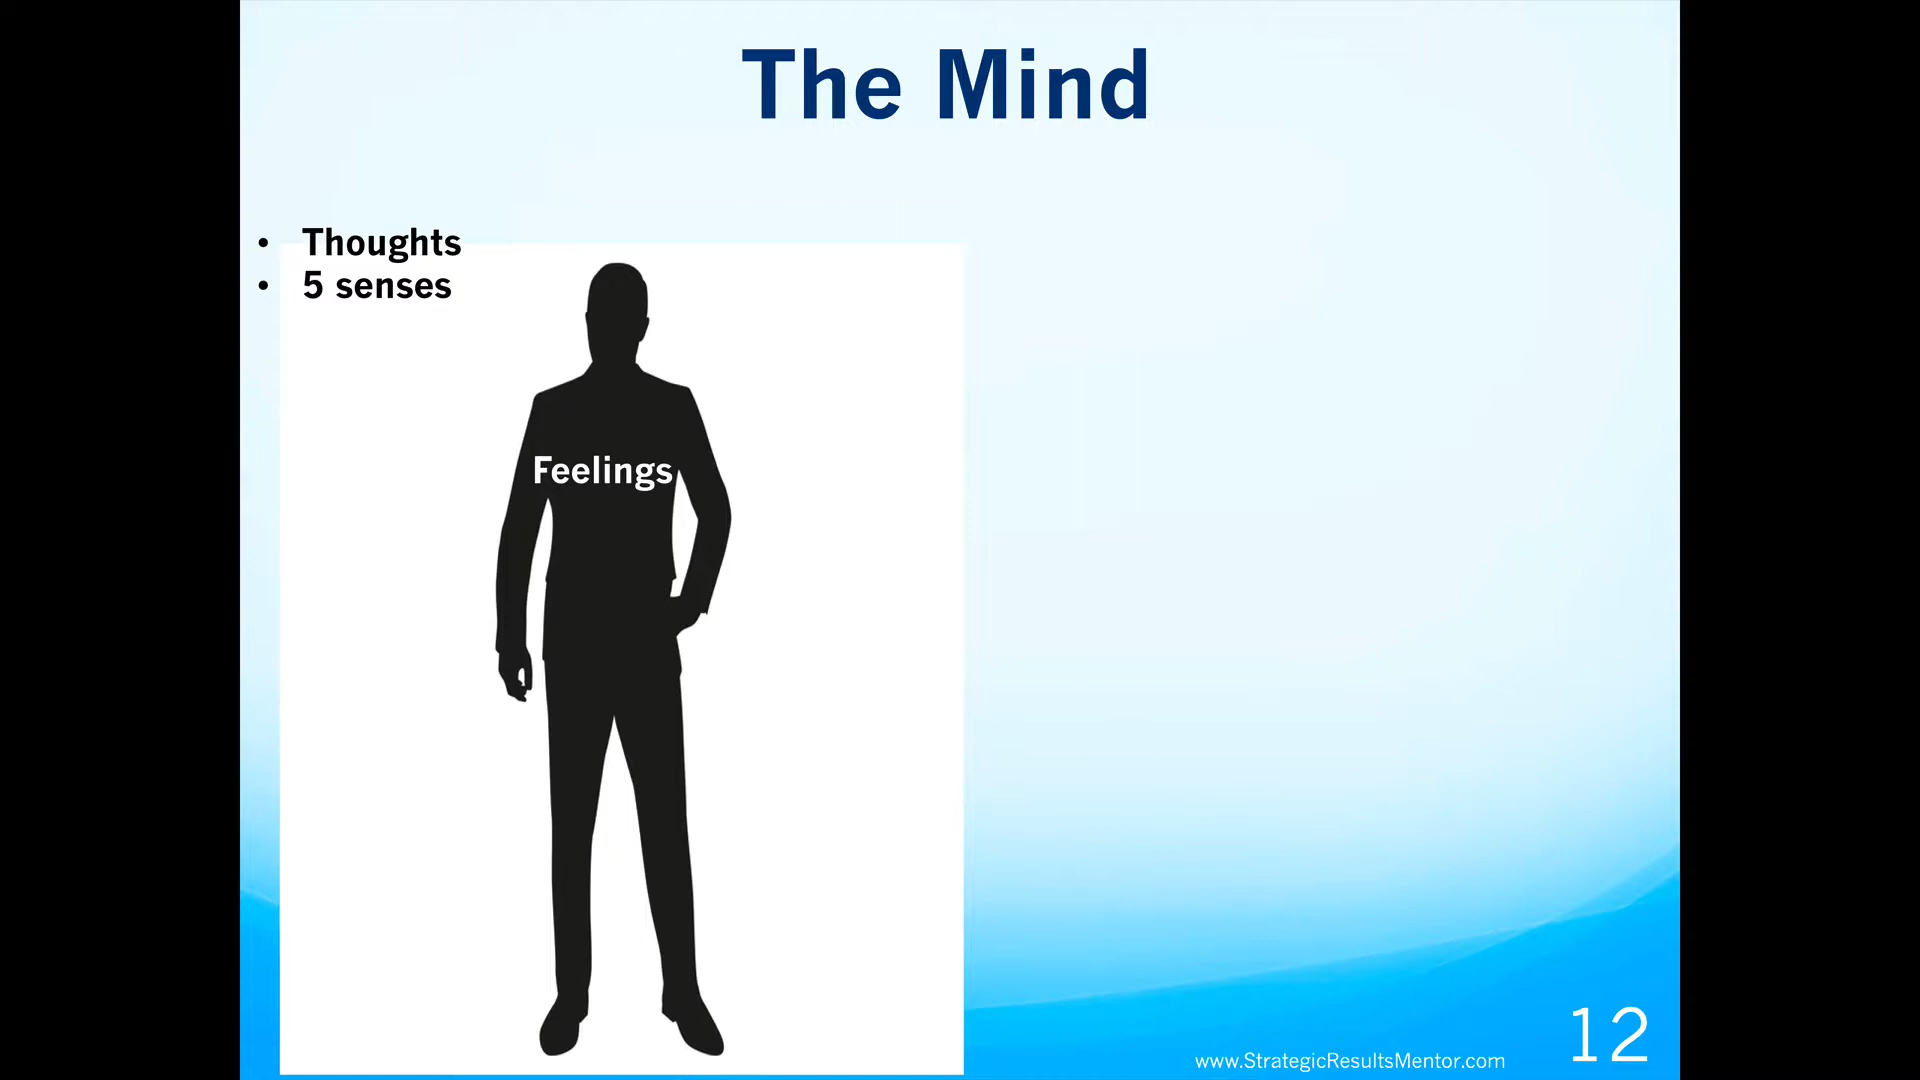 The Mind
• Thoughts
• 5 senses
Feelings
www.StrategicResultsMentor.com
12